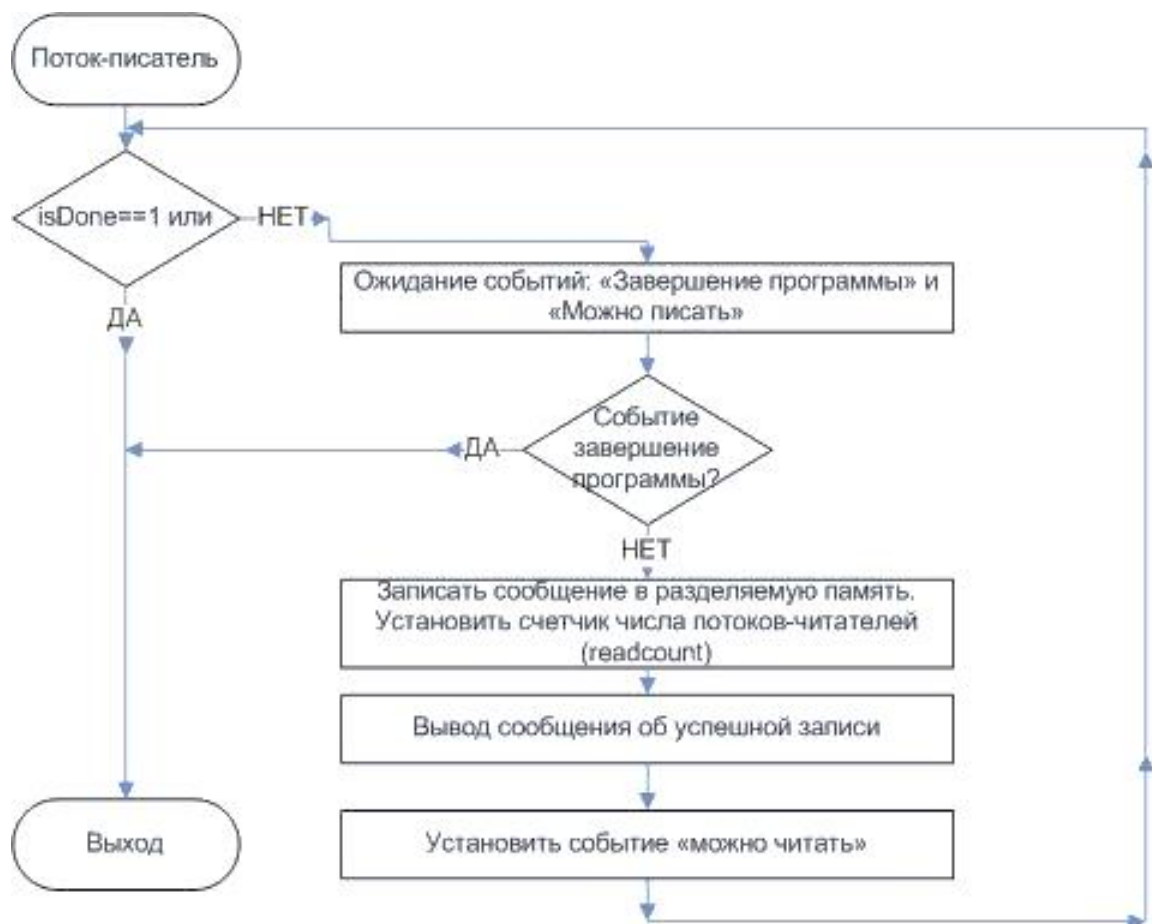 Поток-писатель
isDone==1 или
НЕТ
Ожидание событий: «Завершение программы» и
«Можно писать»
ДА
Событие
завершение
программы?
ДА
НЕТ
Записать сообщение в разделяемую память.
Установить счетчик числа потоков-читателей
(readcount)
Вывод сообщения об успешной записи
Выход
Установить событие «можно читать»